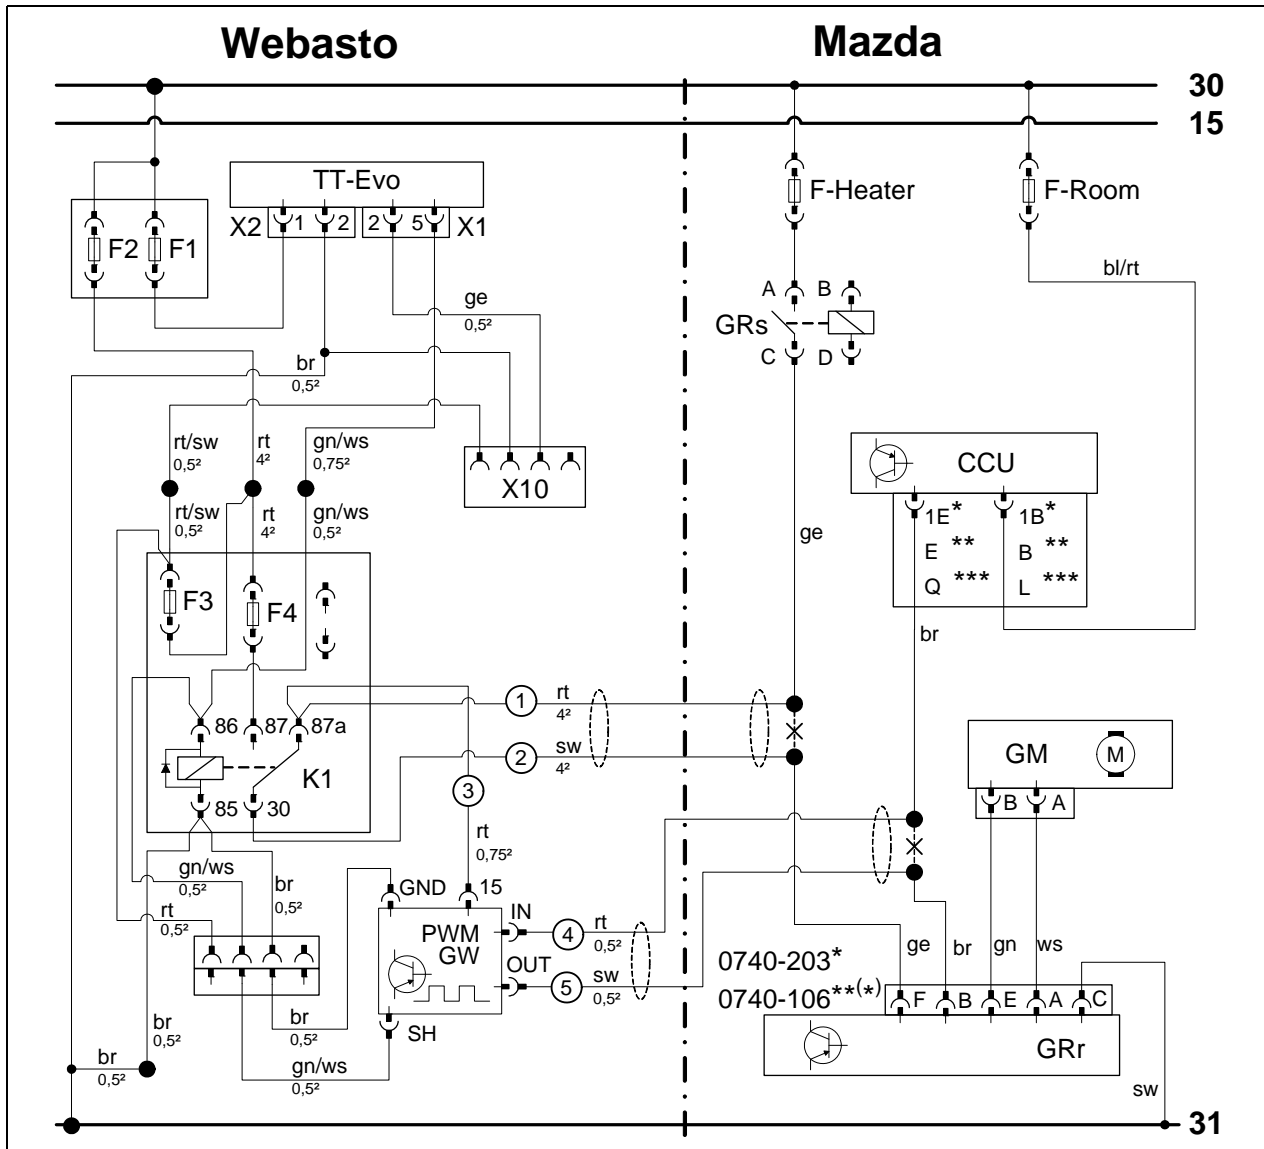 Webasto Mazda
30
15
TT-Evo
F-Heater F-Room
X2 1 2 2 5 X1
F2 F1
bl/rt
ge
0,5²
A B
GRs
C D
br
0,5²
rt/sw
0,5²
rt
4²
gn/ws
0,75²
CCU
X10
rt/sw
0,5²
rt
4²
gn/ws
0,5²
1E* 1B*
E ** B **
Q *** L ***
ge
F3 F4
br
1 rt
4²
86 87 87a
2 sw
4²
GM M
K1
3
85 30
B A
rt
0,75²
gn/ws
0,5²
br
0,5²
rt
0,5²
GND 15
IN
PWM
GW
4 rt
0,5²
OUT
5 sw
0,5²
ge br gn ws
0740-203*
0740-106**(*)
F B E A C
br
0,5²
br
0,5²
SH
GRr
br
0,5²
gn/ws
0,5²
sw
31